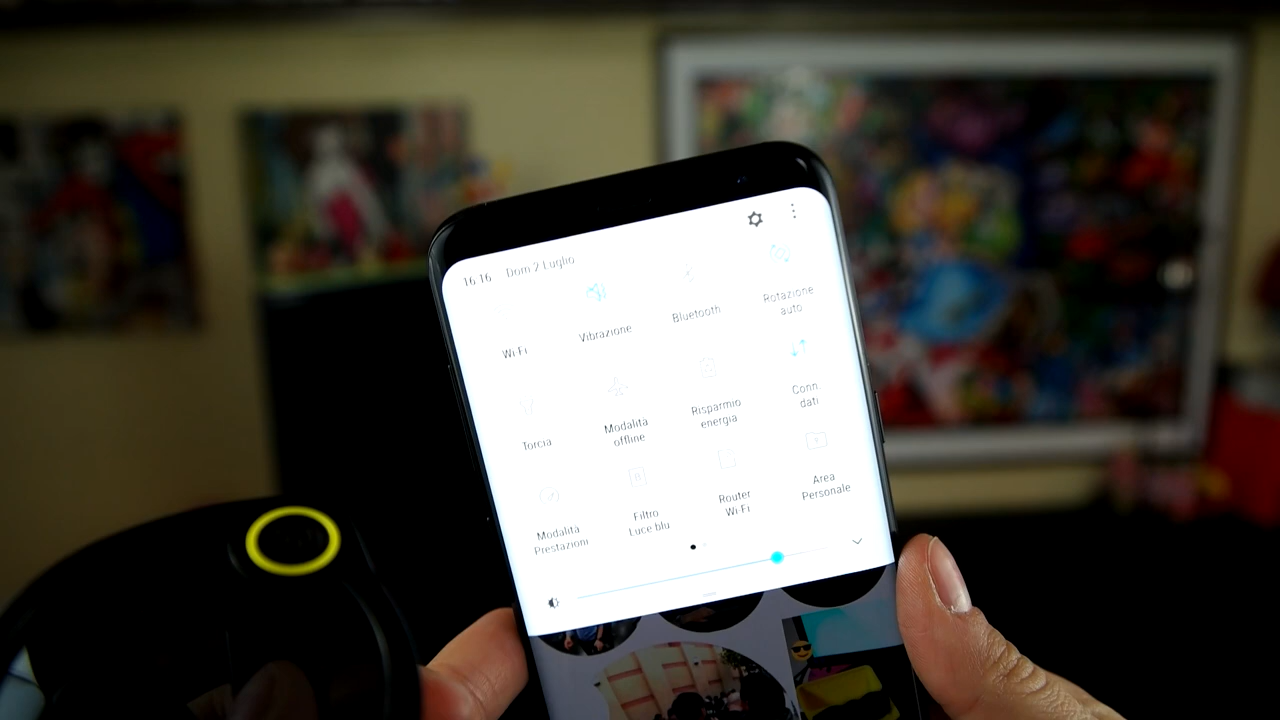 16:16 Dom 2 Luglio
Wi-Fi
Vibrazione
Bluetooth
Rotazione
auto
Torcia
Modalità
offline
Risparmio
energia
Conn.
dati
Modalità
Prestazioni
Filtro
Luce blu
Router
Wi-Fi
Area
Personale